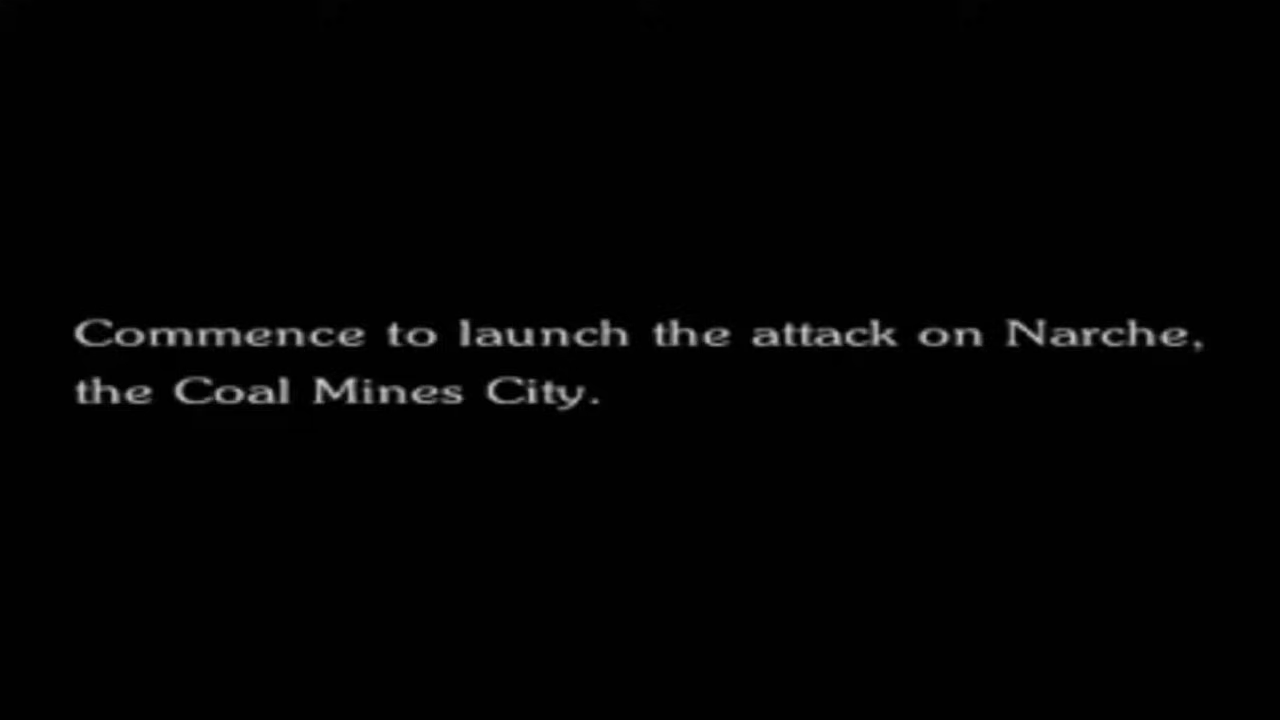 Commence to launch the attack on Narche,
the Coal Mines City.